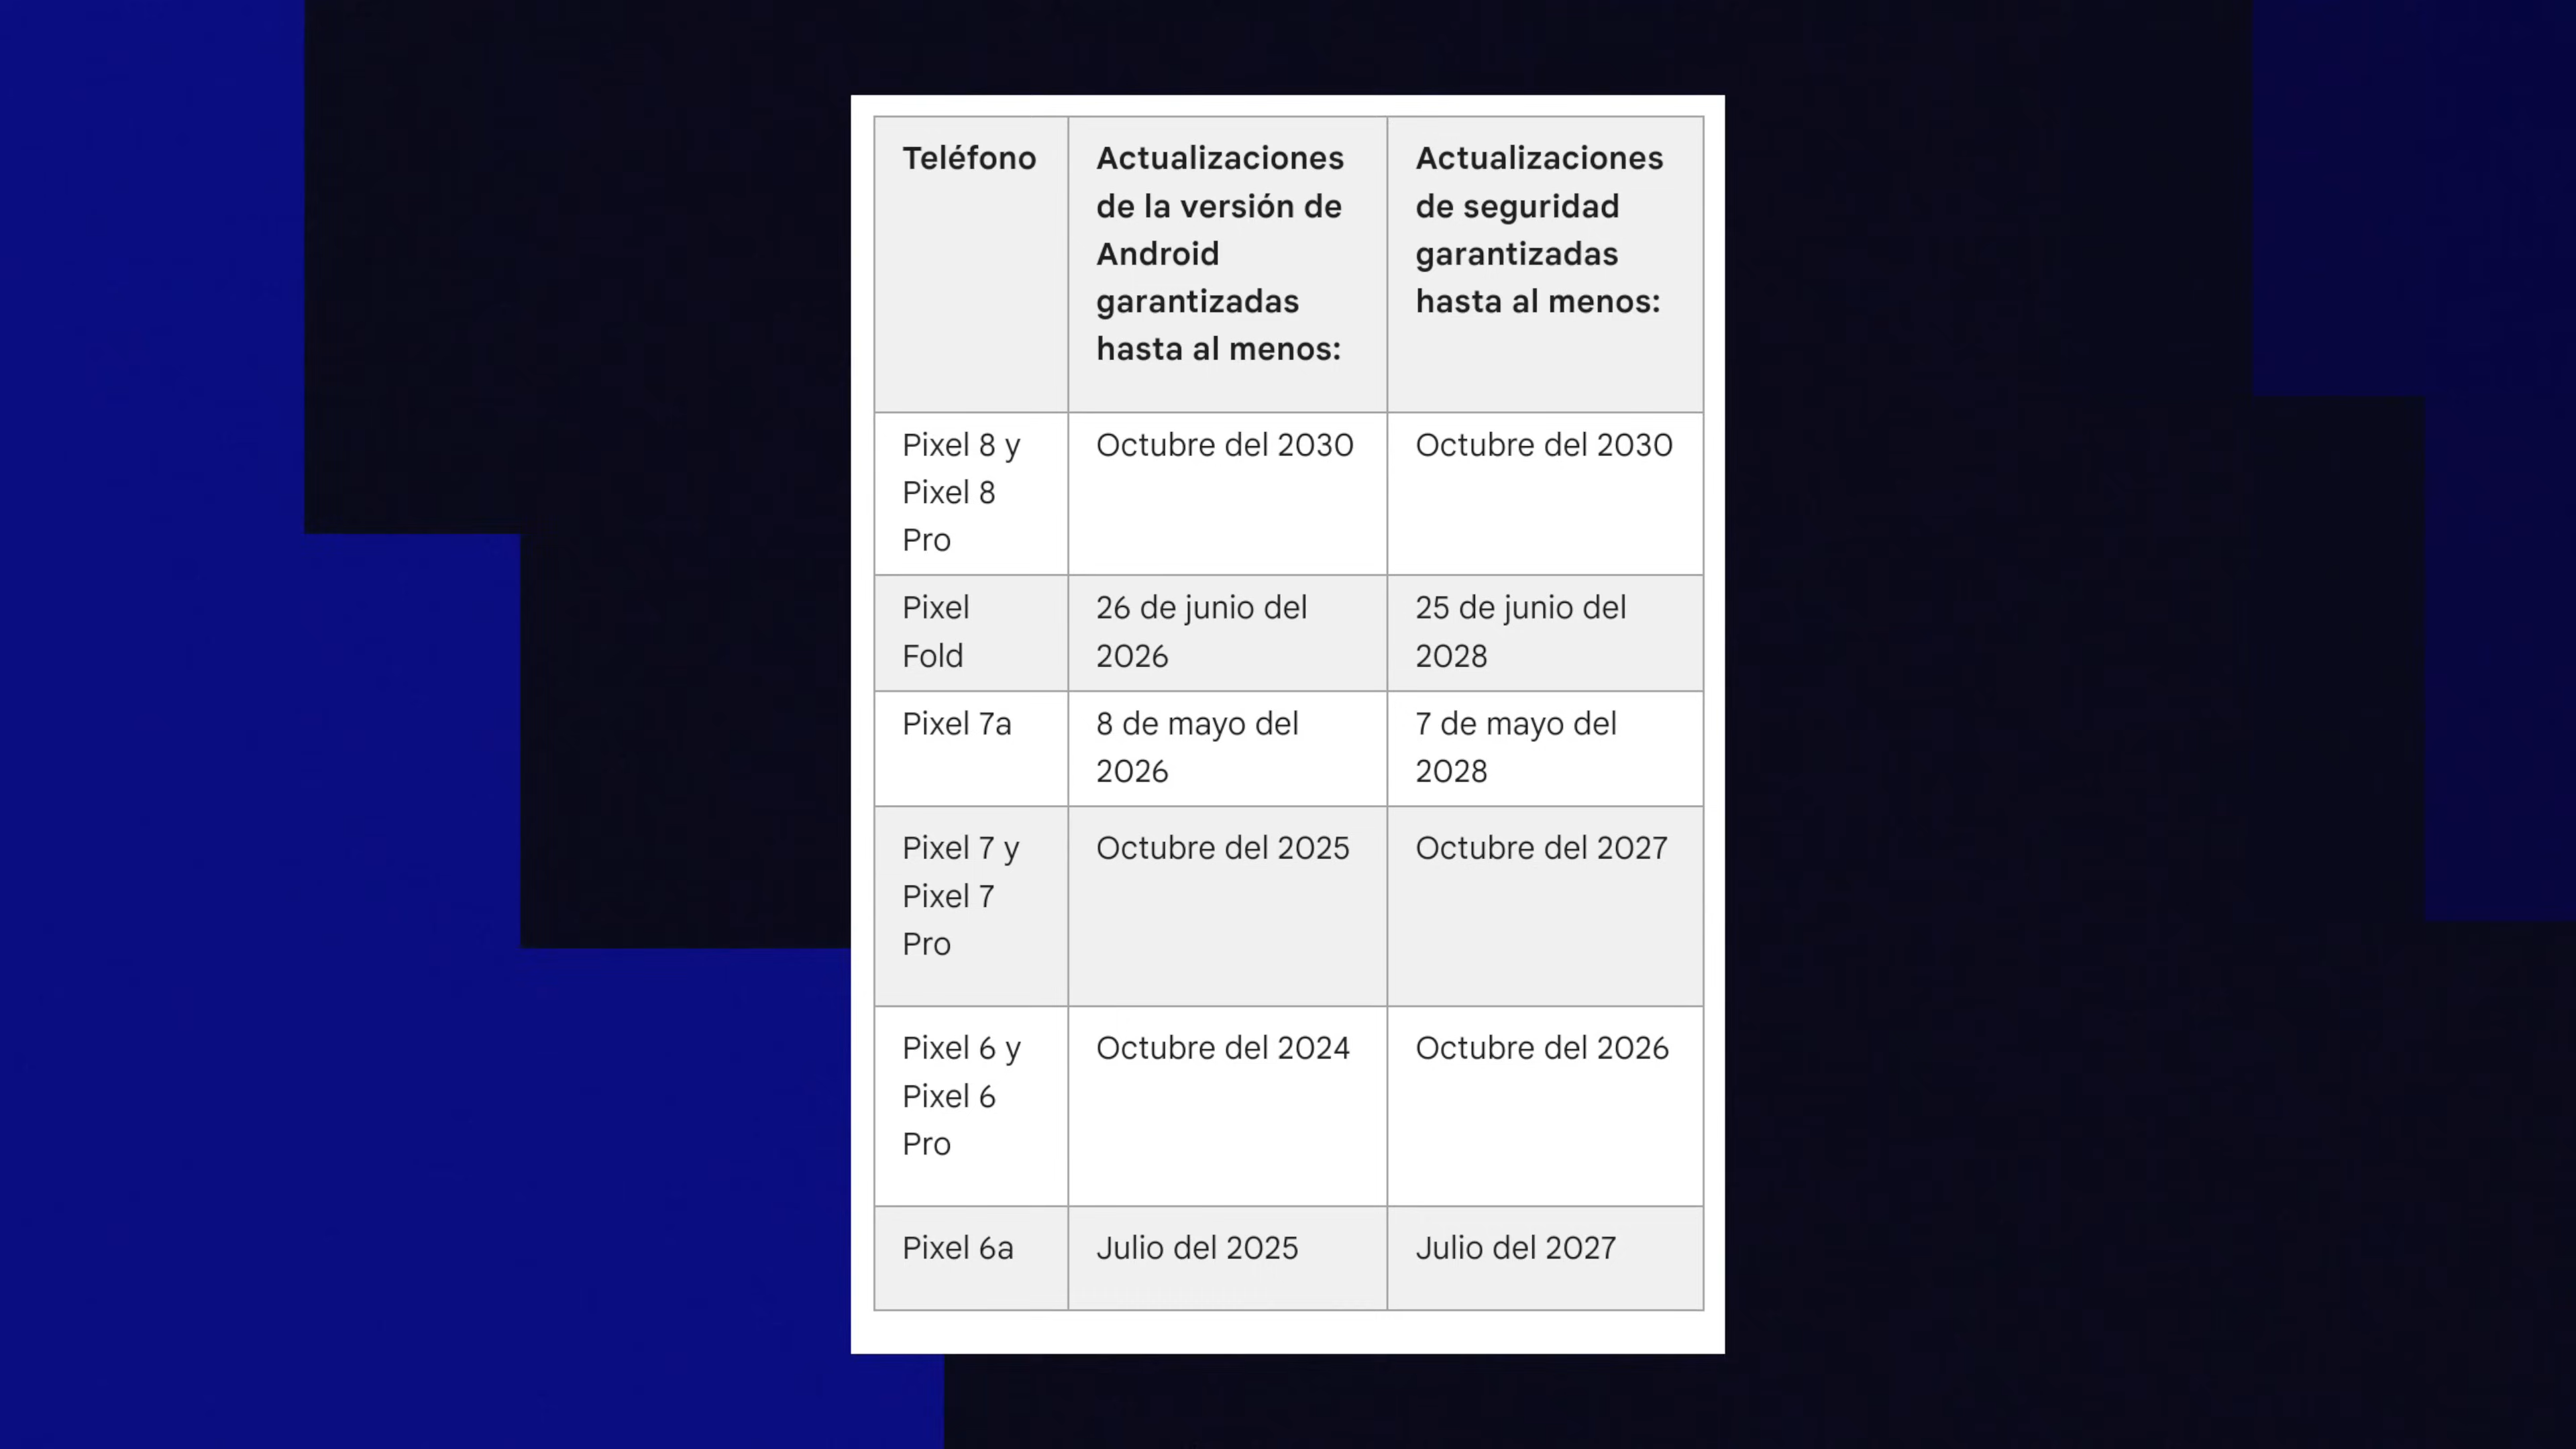 Teléfono
Actualizaciones
de la versión de
Android
garantizadas
hasta al menos:
Actualizaciones
de seguridad
garantizadas
hasta al menos:
Pixel 8 y
Pixel 8
Pro
Octubre del 2030
Octubre del 2030
Pixel
Fold
26 de junio del
2026
25 de junio del
2028
Pixel 7a
8 de mayo del
2026
7 de mayo del
2028
Pixel 7 y
Pixel 7
Pro
Octubre del 2025
Octubre del 2027
Pixel 6 y
Pixel 6
Pro
Octubre del 2024
Octubre del 2026
Pixel 6a
Julio del 2025
Julio del 2027